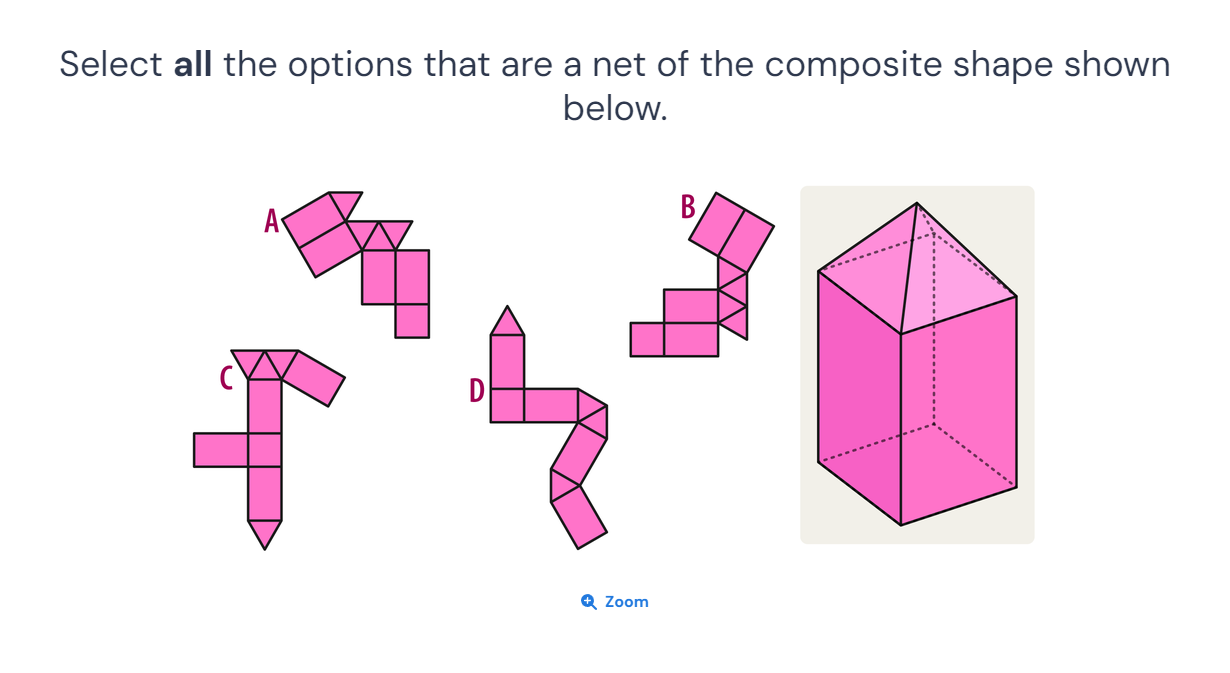 Select all the options that are a net of the composite shape shown
below.
A
B
C
D
Zoom